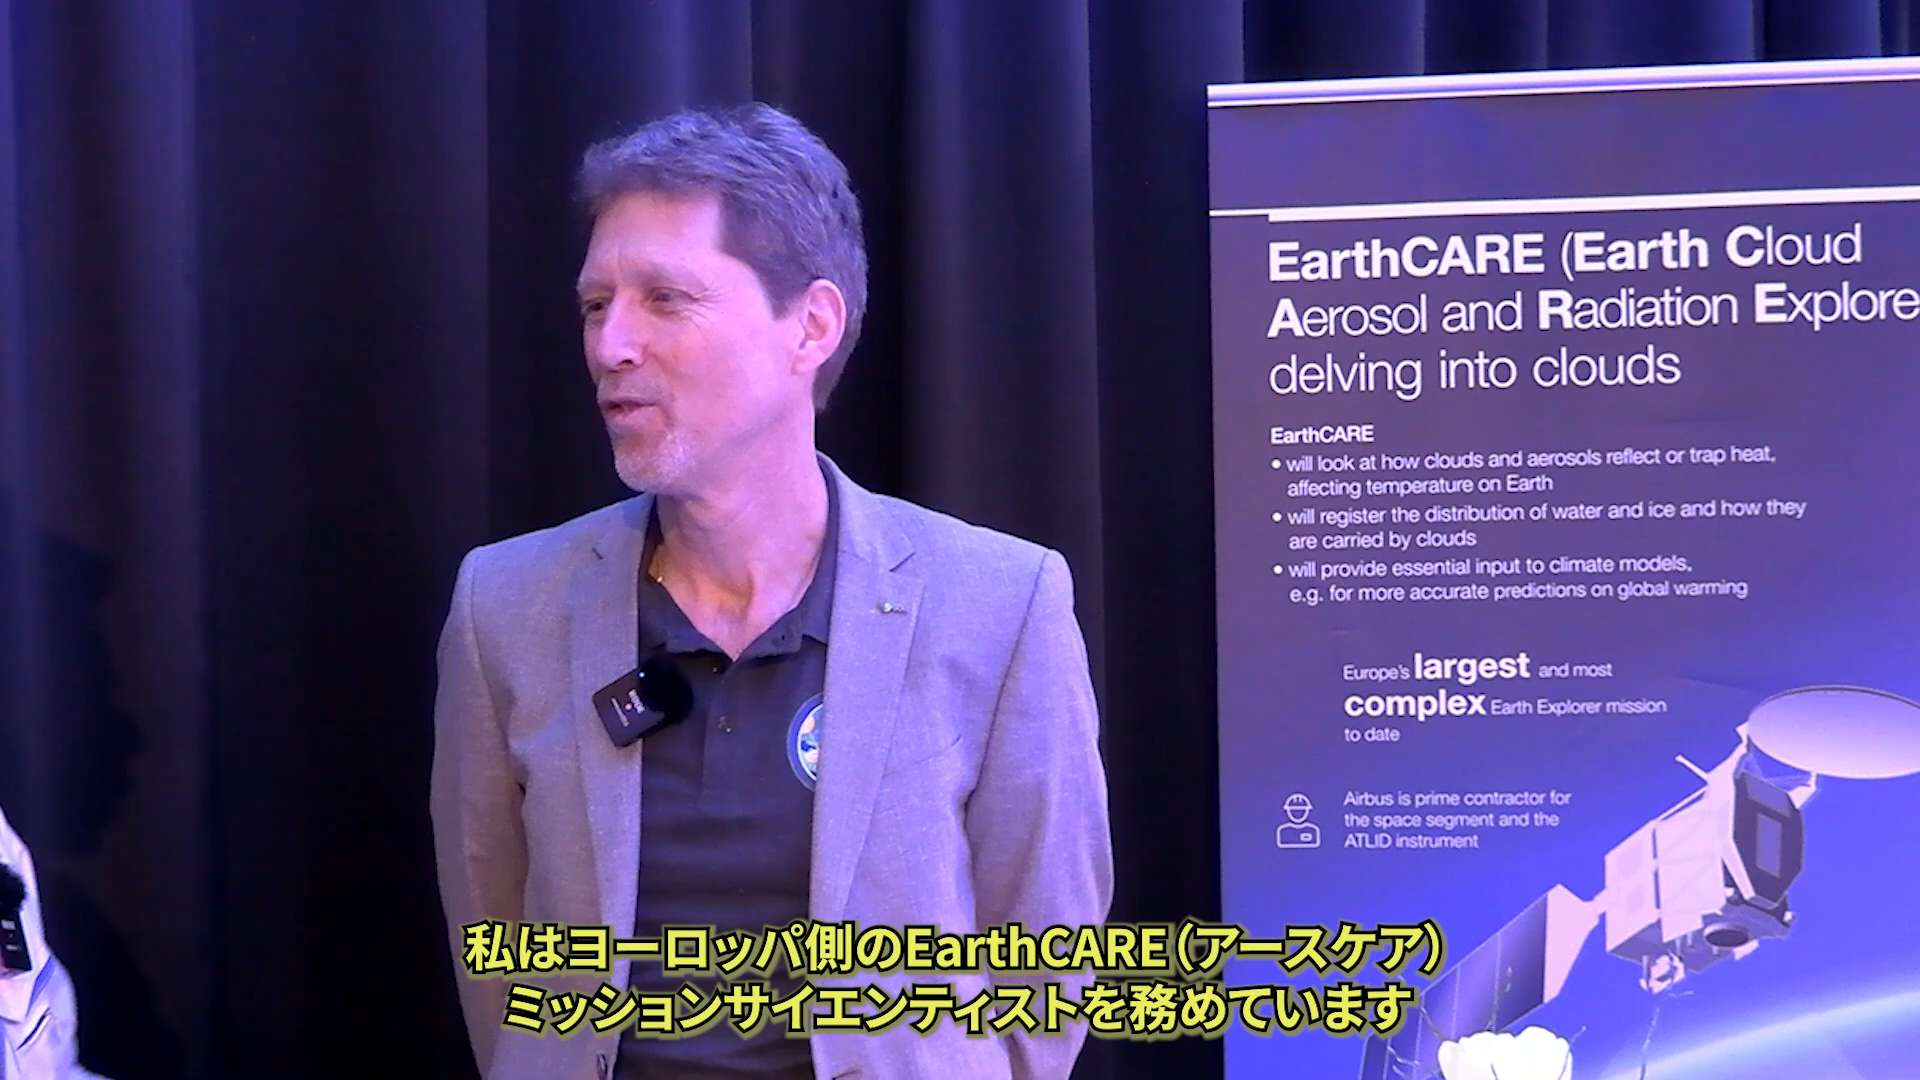 EarthCARE (Earth Cloud
Aerosol and Radiation Explore
delving into clouds
EarthCARE
• will look at how clouds and aerosols reflect or trap heat,
affecting temperature on Earth
• will register the distribution of water and ice and how they
are carried by clouds
• will provide essential input to climate models,
e.g. for more accurate predictions on global warming
Europe's largest and most
complex Earth Explorer mission
to date
Airbus is prime contractor for
the space segment and the
ATLID instrument
私はヨーロッパ側のEarthCARE（アースケア）
ミッションサイエンティストを務めています